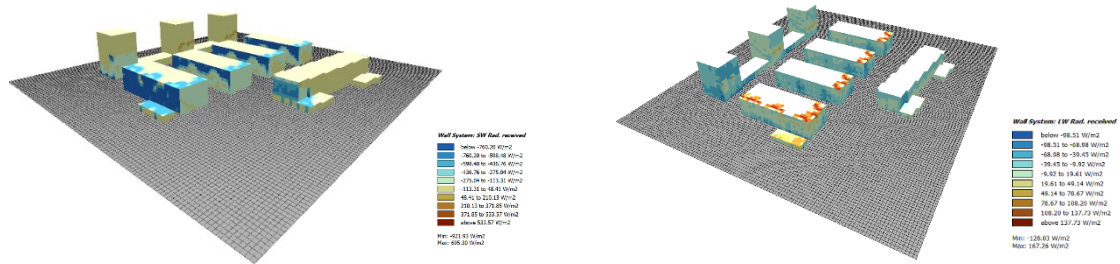 Wall System: SW Rad. received
below -760.20 W/m2
-760.20 to -598.48 W/m2
-598.48 to -436.76 W/m2
-436.76 to -275.04 W/m2
-275.04 to -113.31 W/m2
-113.31 to 48.41 W/m2
48.41 to 210.13 W/m2
210.13 to 371.85 W/m2
371.85 to 533.57 W/m2
above 533.57 W/m2
Min: -921.93 W/m2
Max: 695.30 W/m2
Wall System: LW Rad. received
below -98.51 W/m2
-98.51 to -68.98 W/m2
-68.98 to -39.45 W/m2
-39.45 to -9.92 W/m2
-9.92 to 19.61 W/m2
19.61 to 49.14 W/m2
49.14 to 78.67 W/m2
78.67 to 108.20 W/m2
108.20 to 137.73 W/m2
above 137.73 W/m2
Min: -128.03 W/m2
Max: 167.26 W/m2